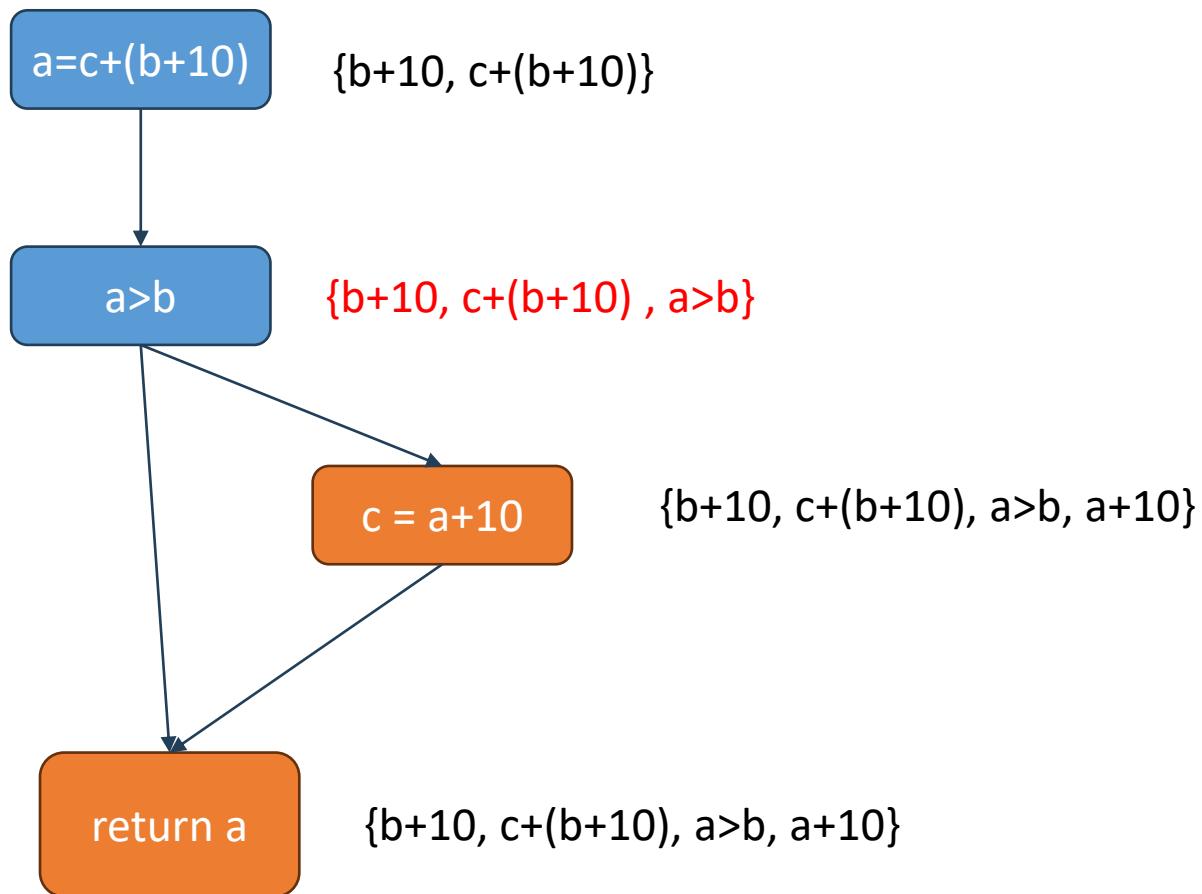 a=c+(b+10)
{b+10, c+(b+10)}
a>b
{b+10, c+(b+10) , a>b}
c = a+10
{b+10, c+(b+10), a>b, a+10}
return a
{b+10, c+(b+10), a>b, a+10}